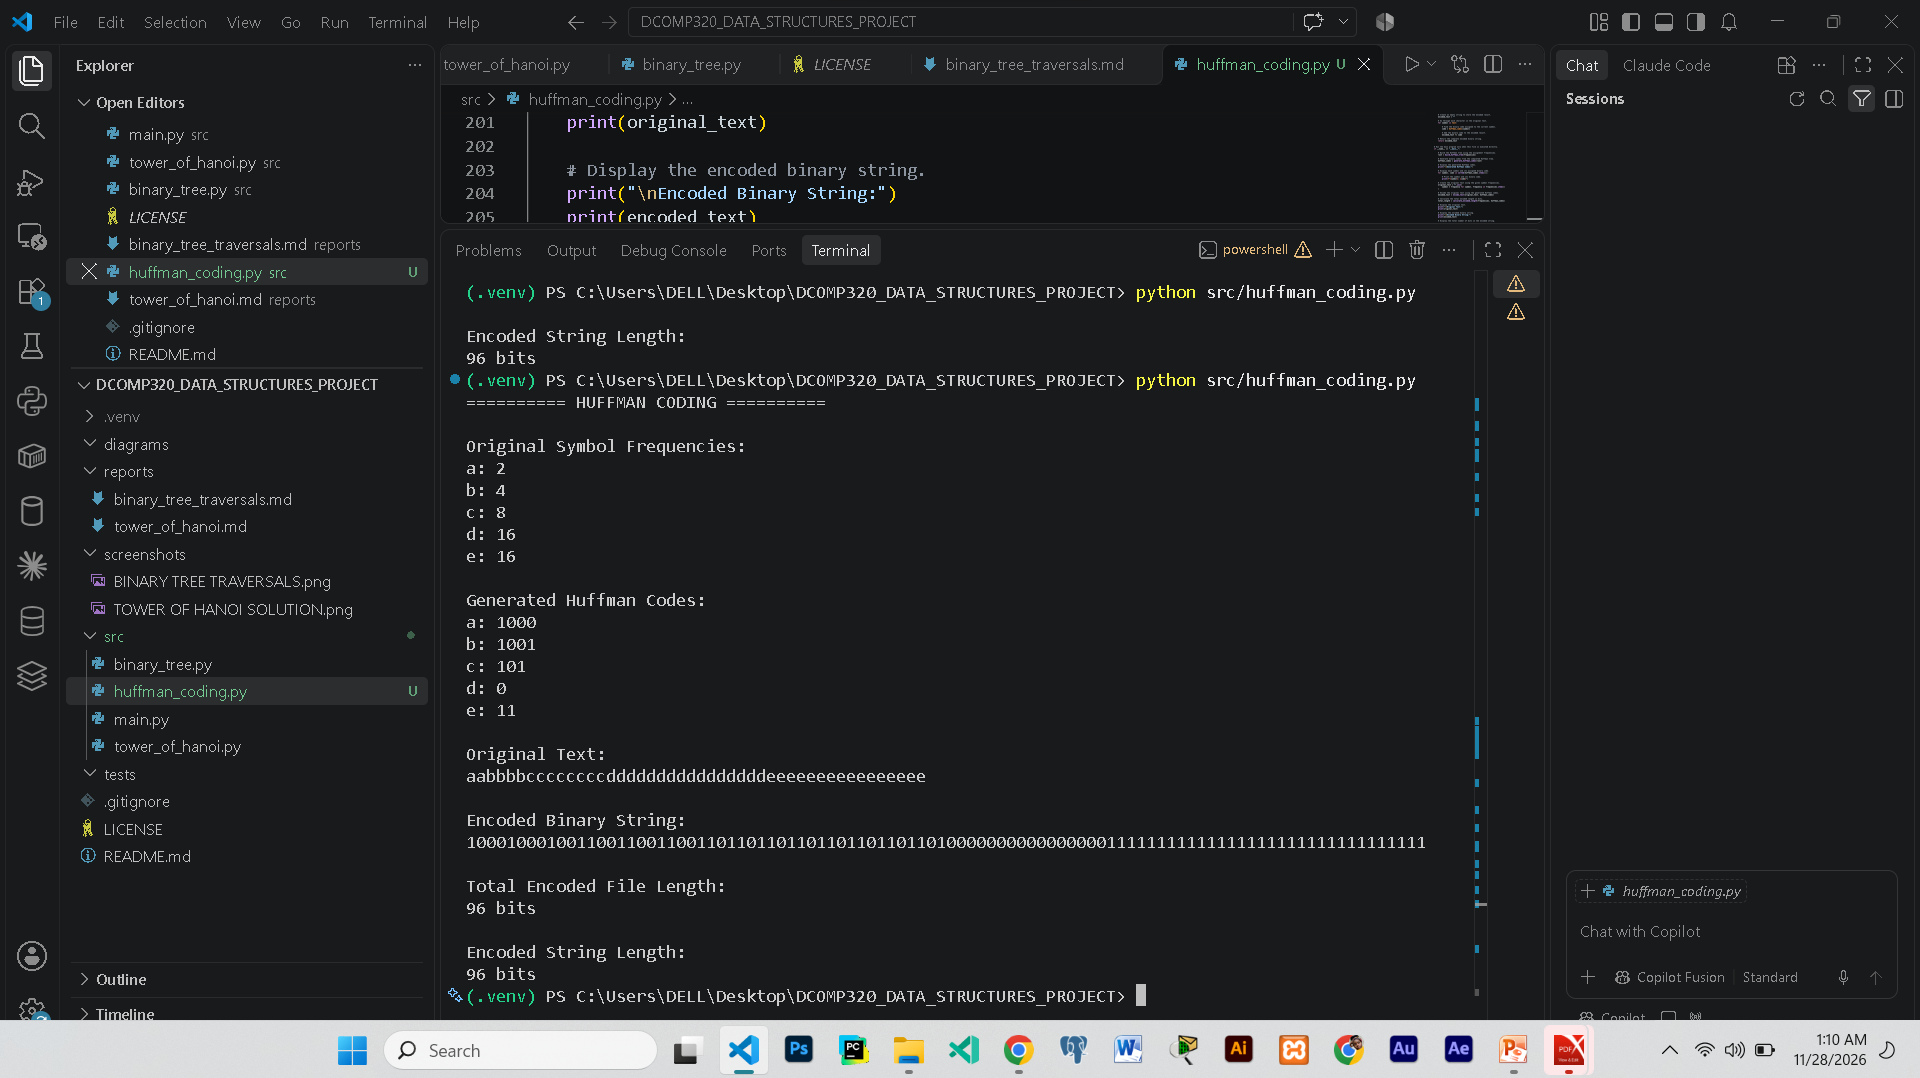 File Edit Selection View Go Run Terminal Help
DCOMP320_DATA_STRUCTURES_PROJECT
Explorer
Open Editors
main.py src
tower_of_hanoi.py src
binary_tree.py src
LICENSE
binary_tree_traversals.md reports
huffman_coding.py src U
tower_of_hanoi.md reports
.gitignore
README.md
DCOMP320_DATA_STRUCTURES_PROJECT
.venv
diagrams
reports
binary_tree_traversals.md
tower_of_hanoi.md
screenshots
BINARY TREE TRAVERSALS.png
TOWER OF HANOI SOLUTION.png
src
binary_tree.py
huffman_coding.py U
main.py
tower_of_hanoi.py
tests
.gitignore
LICENSE
README.md
Outline
Timeline
1
tower_of_hanoi.py binary_tree.py LICENSE binary_tree_traversals.md huffman_coding.py U
src > huffman_coding.py > ...
201 print(original_text)
202
203 # Display the encoded binary string.
204 print("\nEncoded Binary String:")
205 print(encoded_text)
Problems Output Debug Console Ports Terminal
powershell
(.venv) PS C:\Users\DELL\Desktop\DCOMP320_DATA_STRUCTURES_PROJECT> python src/huffman_coding.py
Encoded String Length:
96 bits
(.venv) PS C:\Users\DELL\Desktop\DCOMP320_DATA_STRUCTURES_PROJECT> python src/huffman_coding.py
========== HUFFMAN CODING ==========
Original Symbol Frequencies:
a: 2
b: 4
c: 8
d: 16
e: 16
Generated Huffman Codes:
a: 1000
b: 1001
c: 101
d: 0
e: 11
Original Text:
aabbbbccccccccddddddddddddddddeeeeeeeeeeeeeeee
Encoded Binary String:
100010001001100110011001101101101101101101101101000000000000000011111111111111111111111111111111
Total Encoded File Length:
96 bits
Encoded String Length:
96 bits
(.venv) PS C:\Users\DELL\Desktop\DCOMP320_DATA_STRUCTURES_PROJECT>
Chat Claude Code
Sessions
huffman_coding.py
Chat with Copilot
Copilot Fusion Standard
Copilot
Search
Ps
PC
W
Ai
Au
Ae
PDF
1:10 AM
11/28/2026